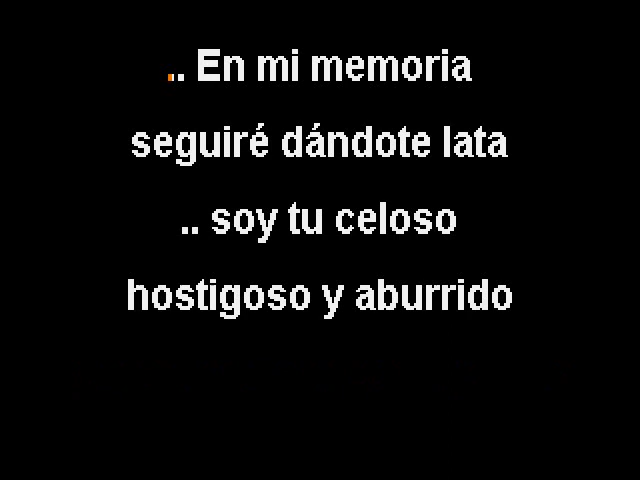 .. En mi memoria
seguiré dándote lata
.. soy tu celoso
hostigoso y aburrido